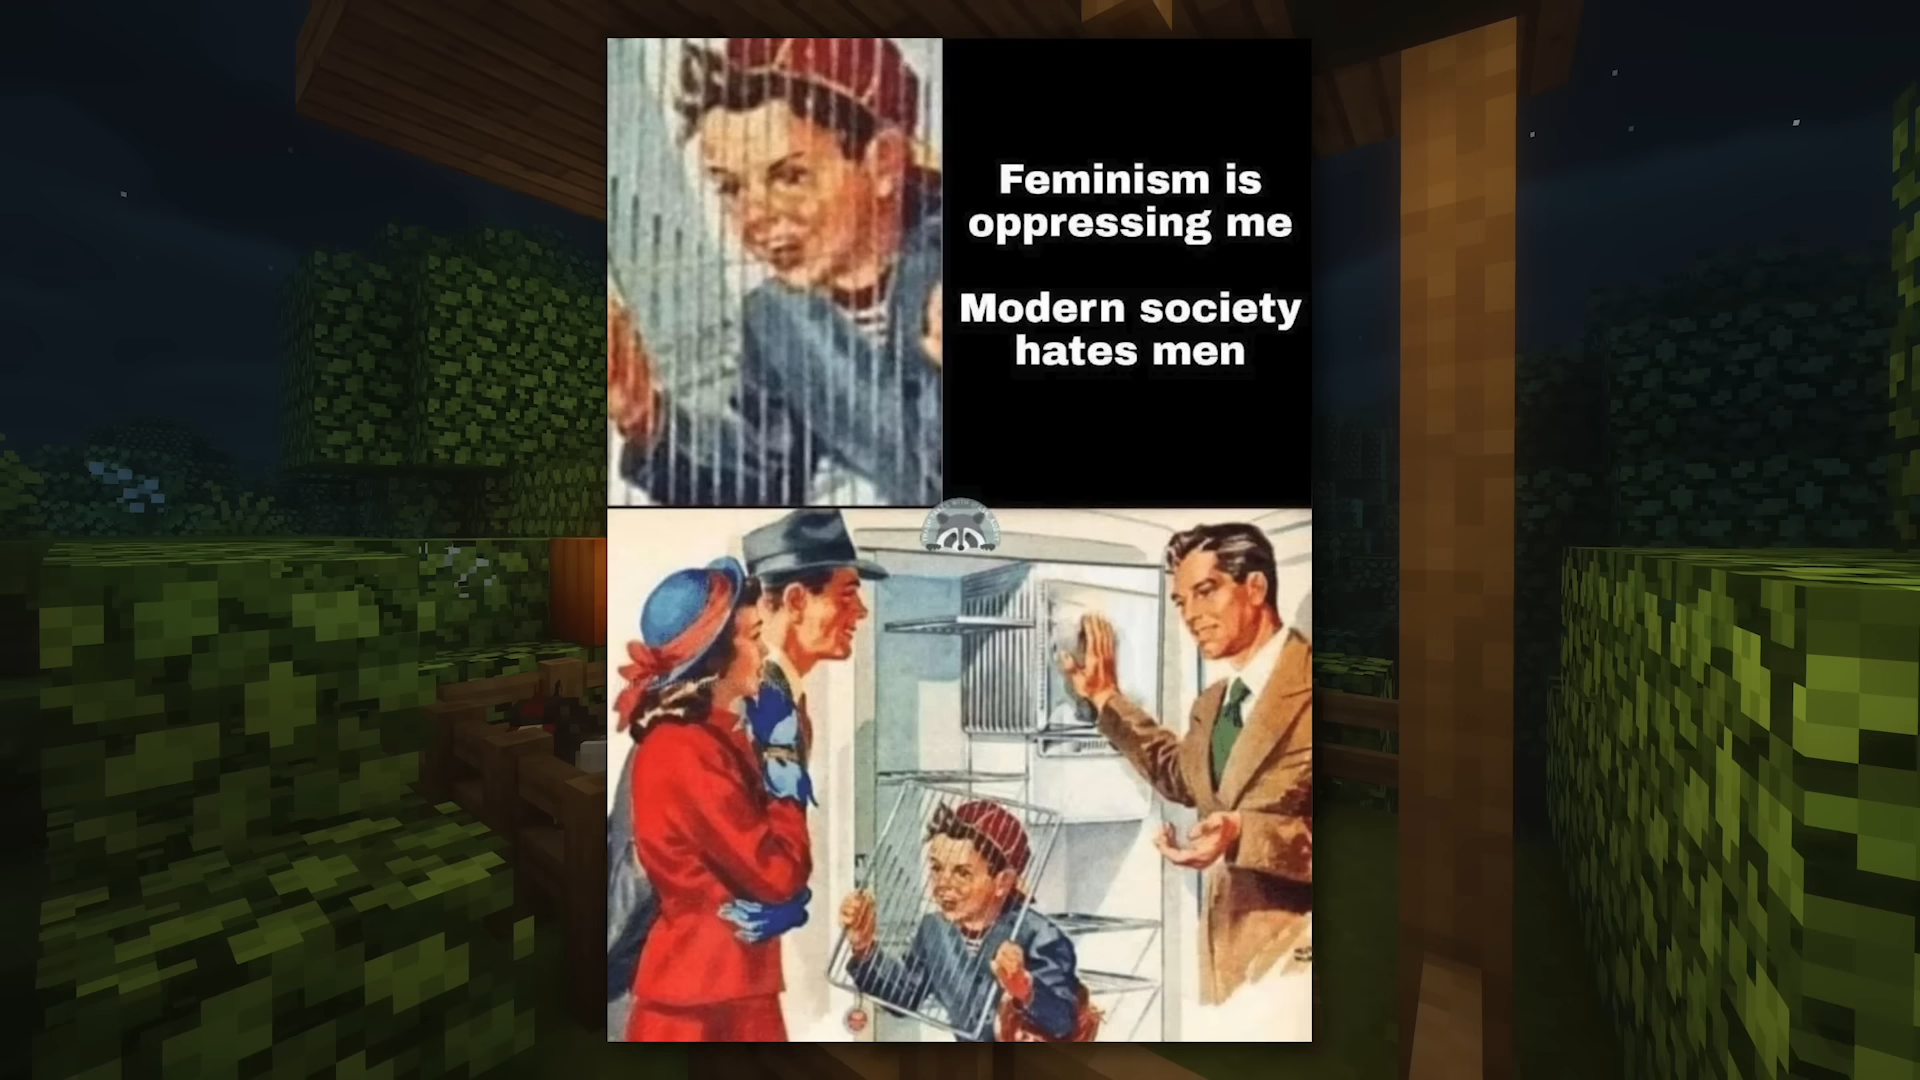 Feminism is
oppressing me
Modern society
hates men